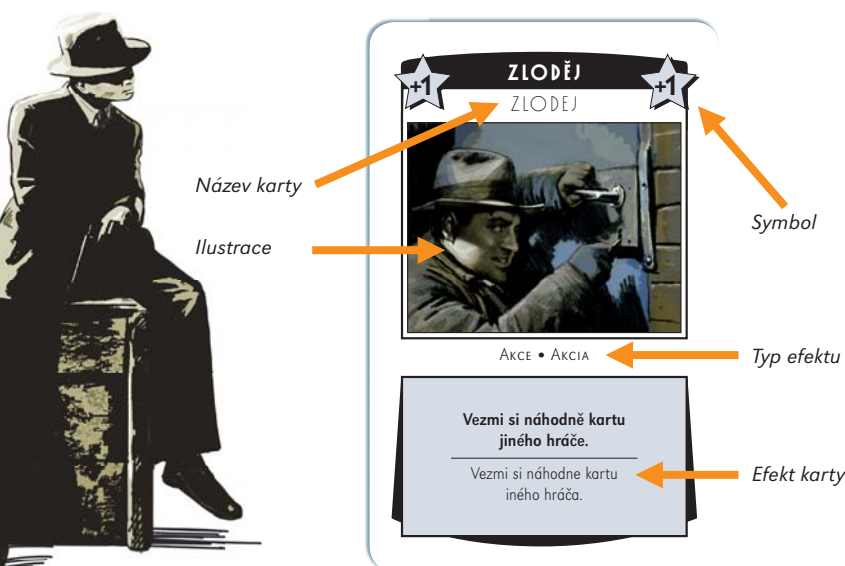 +1
ZLODĚJ
+1
ZLODEJ
Název karty
Symbol
Ilustrace
Akce • Akcia
Typ efektu
Vezmi si náhodně kartu
jiného hráče.
Vezmi si náhodne kartu
iného hráča.
Efekt karty